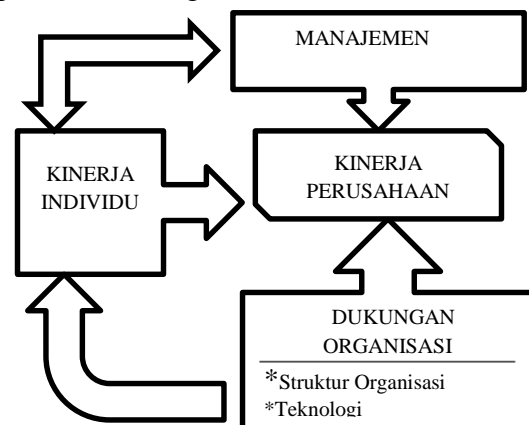 MANAJEMEN
KINERJA
INDIVIDU
KINERJA
PERUSAHAAN
DUKUNGAN
ORGANISASI
*Struktur Organisasi
*Teknologi